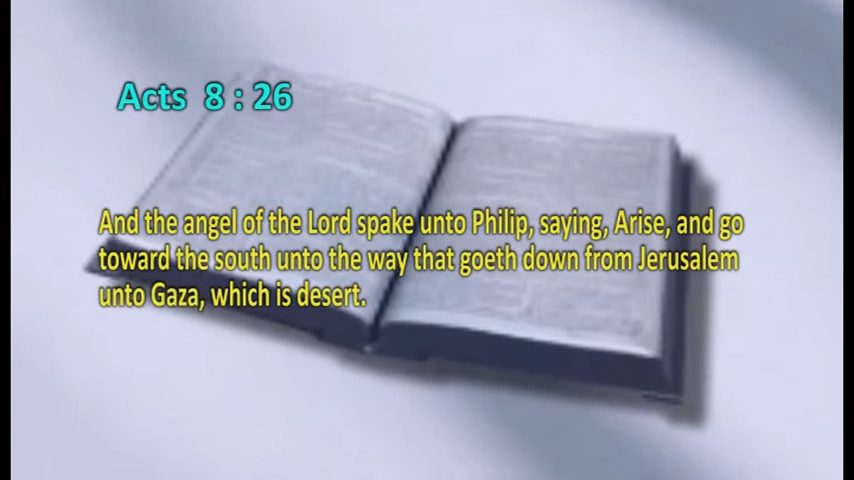 Acts 8 : 26
And the angel of the Lord spake unto Philip, saying, Arise, and go
toward the south unto the way that goeth down from Jerusalem
unto Gaza, which is desert.